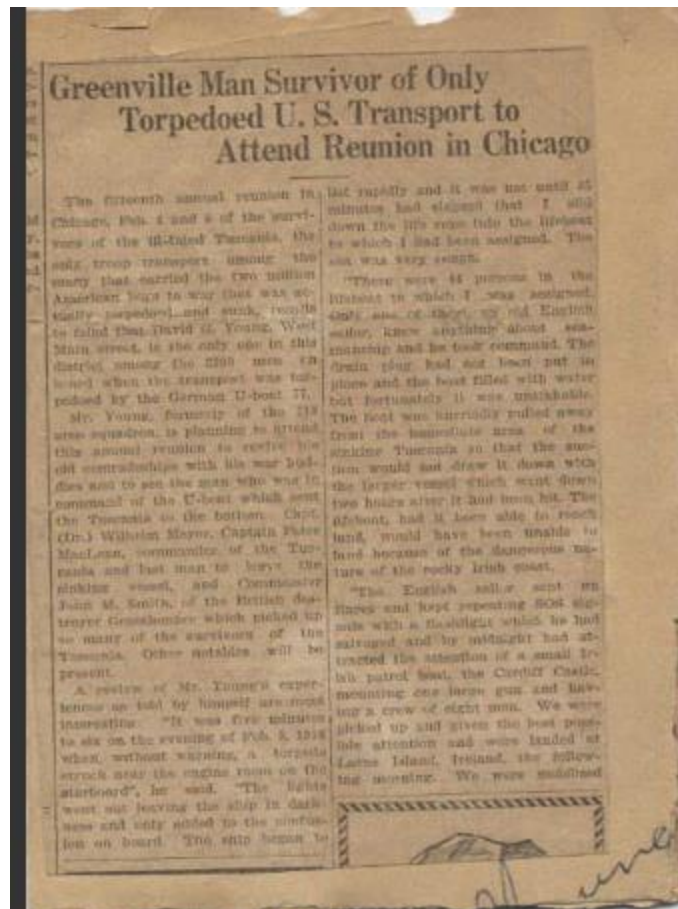 Greenville Man Survivor of Only
Torpedoed U. S. Transport to
Attend Reunion in Chicago
The fifteenth annual reunion in
Chicago, Feb. 4 and 5 of the survi-
vors of the ill-fated Tuscania, the
only troop transport among the
many that carried the two million
American boys to war that was ac-
tually torpedoed and sunk, recalls
to mind that David G. Young, West
Main street, is the only one in this
district among the men on
board when the transport was tor-
pedoed by the German U-boat 77.
Mr. Young, formerly of the 213
aero squadron, is planning to attend
this annual reunion to revive his
old comradeships with his war bud-
dies and to see the man who was in
command of the U-boat which sent
the Tuscania to the bottom. Capt.
(Dr.) Wilhelm Meyer, Captain Peter
MacLean, commander of the Tus-
cania and last man to leave the
sinking vessel, and Commander
John M. Smith, of the British des-
troyer which picked up
so many of the survivors of the
Tuscania. Other notables will be
present.
A review of Mr. Young's exper-
iences as told by himself are most
interesting. "It was five minutes
to six on the evening of Feb. 5, 1918
when, without warning, a torpedo
struck near the engine room on the
starboard", he said. "The lights
went out leaving the ship in dark-
ness and only added to the confus-
ion on board. The ship began to
list rapidly and it was not until 45
minutes had elapsed that I slid
down the life rope into the lifeboat
to which I had been assigned. The
sea was very rough.
"There were 44 persons in the
lifeboat to which I was assigned.
Only one of them, an old English
sailor, knew anything about sea-
manship and he took command. The
drain plug had not been put in
place and the boat filled with water
but fortunately it was unsinkable.
The boat was hurriedly pulled away
from the immediate area of the
sinking Tuscania so that the suc-
tion would not draw it down with
the larger vessel which went down
two hours after it had been hit. The
lifeboat, had it been able to reach
land, would have been unable to
land because of the dangerous na-
ture of the rocky Irish coast.
"The English sailor sent up
flares and kept repeating SOS sig-
nals with a flashlight which he had
salvaged and by midnight had at-
tracted the attention of a small Ir-
ish patrol boat, the Cardiff Castle,
mounting one large gun and hav-
ing a crew of eight men. We were
picked up and given the best poss-
ible attention and were landed at
Larne Island, Ireland, the follow-
ing morning. We were